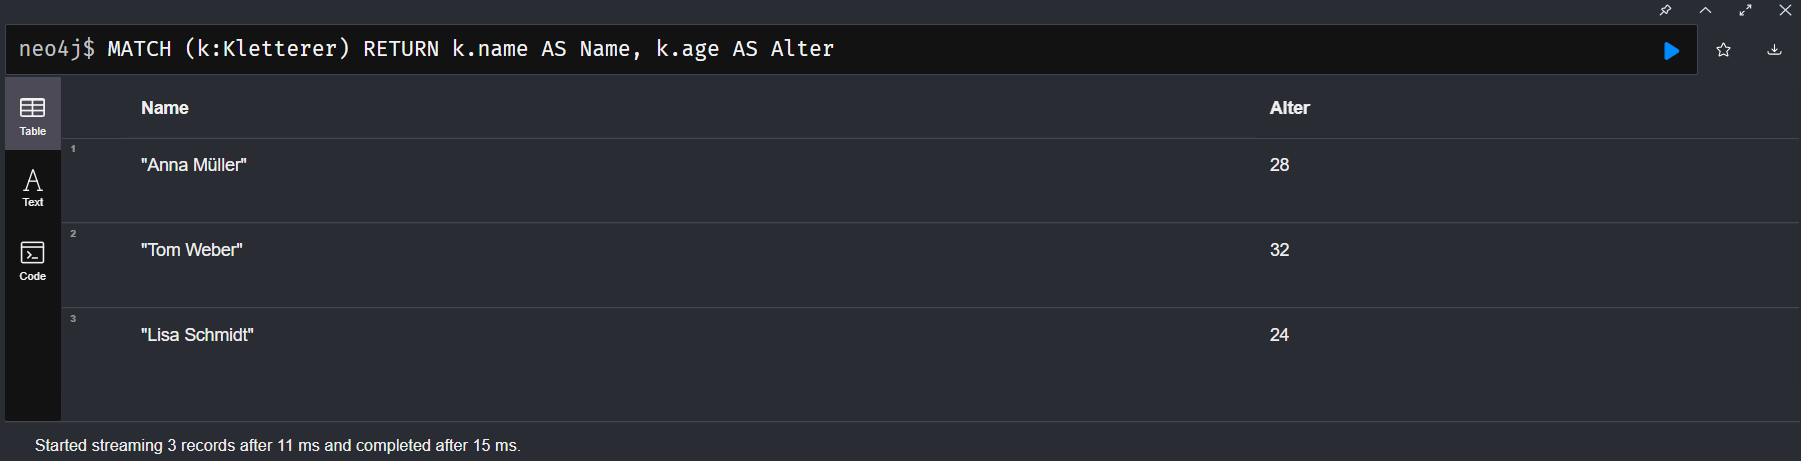 neo4j$ MATCH (k:Kletterer) RETURN k.name AS Name, k.age AS Alter
Table
Text
Code
Name Alter
1 "Anna Müller" 28
2 "Tom Weber" 32
3 "Lisa Schmidt" 24
Started streaming 3 records after 11 ms and completed after 15 ms.